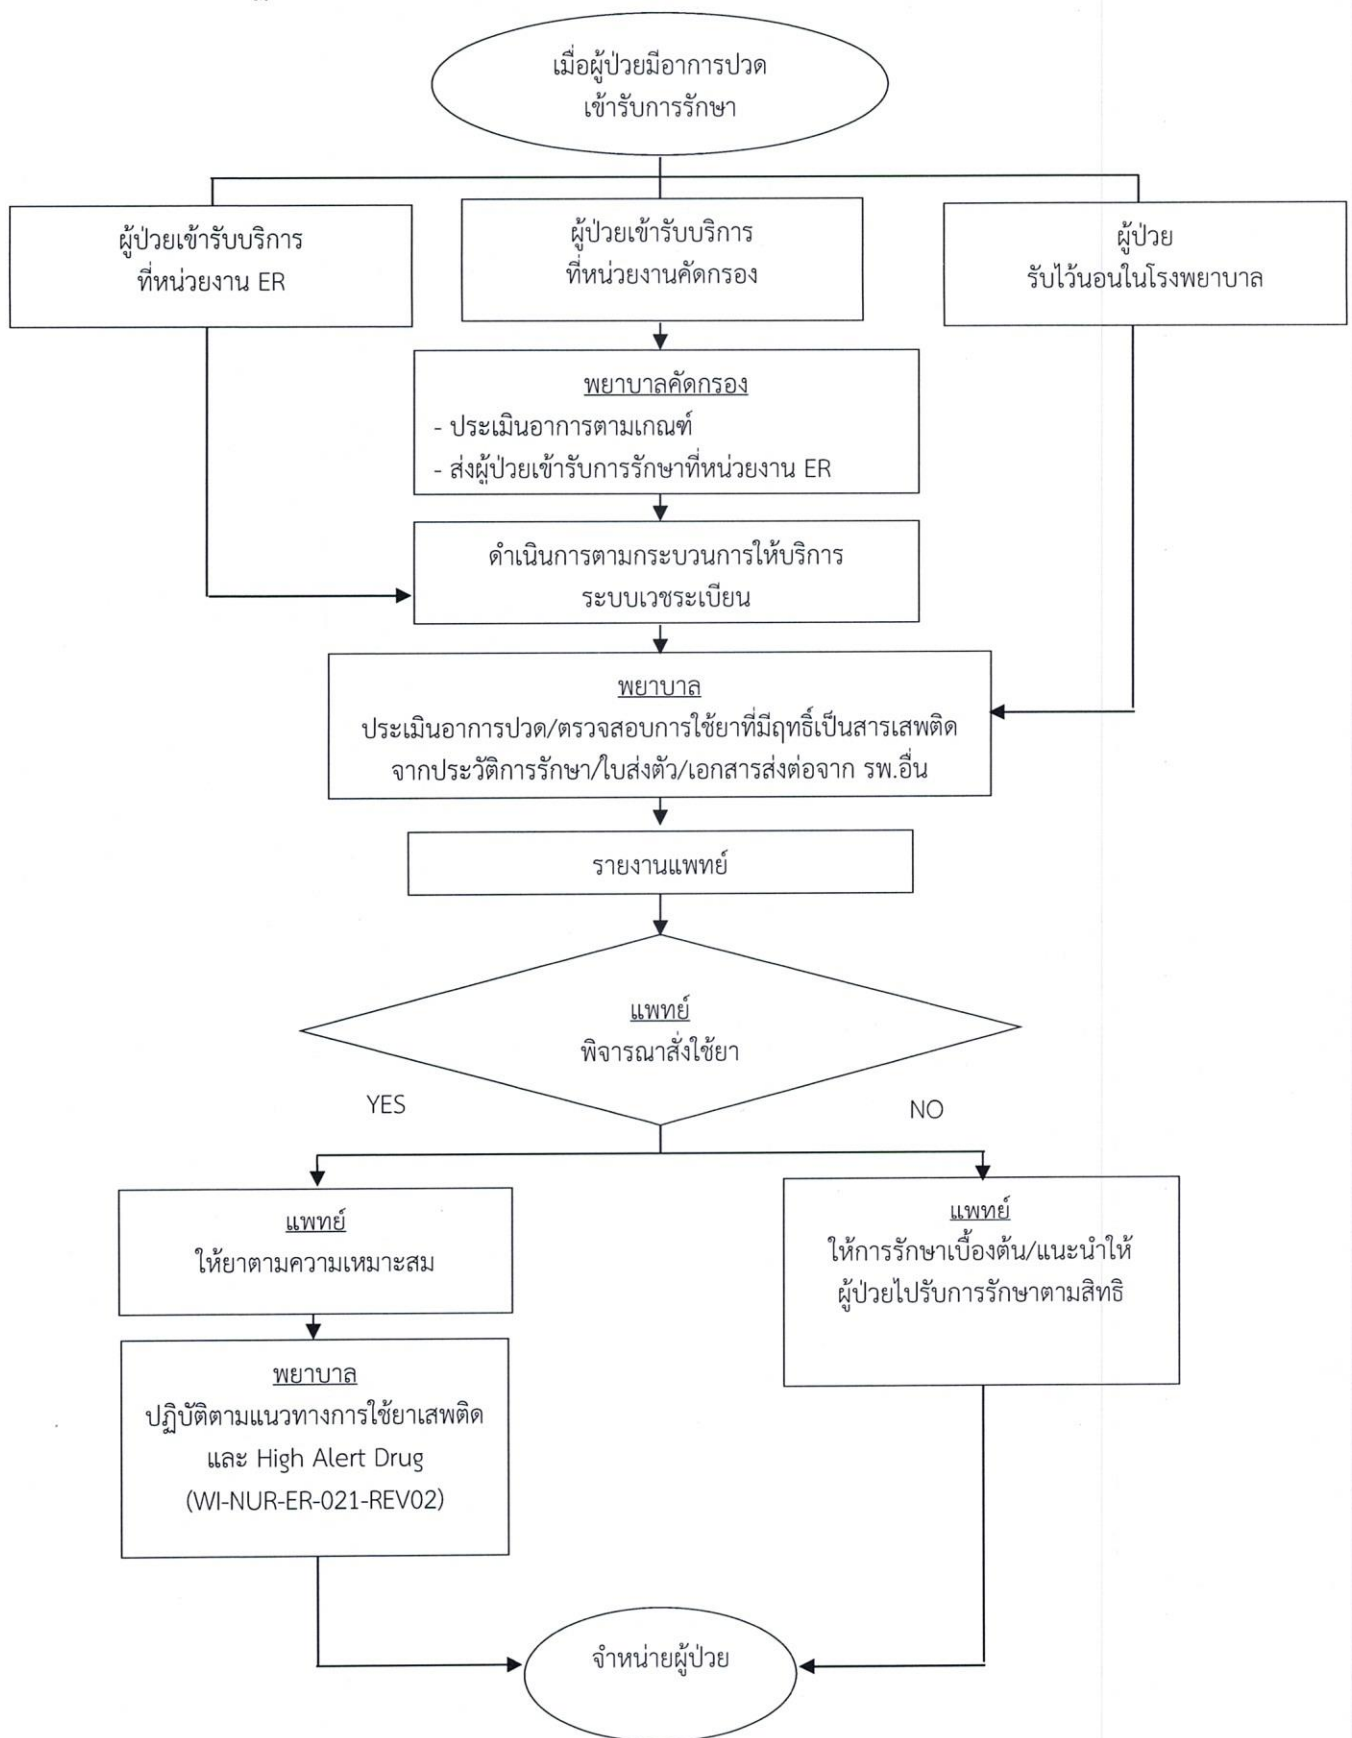 เมื่อผู้ป่วยมีอาการปวด
เข้ารับการรักษา
ผู้ป่วยเข้ารับบริการ
ที่หน่วยงาน ER
ผู้ป่วยเข้ารับบริการ
ที่หน่วยงานคัดกรอง
ผู้ป่วย
รับไว้นอนในโรงพยาบาล
พยาบาลคัดกรอง
- ประเมินอาการตามเกณฑ์
- ส่งผู้ป่วยเข้ารับการรักษาที่หน่วยงาน ER
ดำเนินการตามกระบวนการให้บริการ
ระบบเวชระเบียน
พยาบาล
ประเมินอาการปวด/ตรวจสอบการใช้ยาที่มีฤทธิ์เป็นสารเสพติด
จากประวัติการรักษา/ใบส่งตัว/เอกสารส่งต่อจาก รพ.อื่น
รายงานแพทย์
แพทย์
พิจารณาสั่งใช้ยา
YES
NO
แพทย์
ให้ยาตามความเหมาะสม
แพทย์
ให้การรักษาเบื้องต้น/แนะนำให้
ผู้ป่วยไปรับการรักษาตามสิทธิ
พยาบาล
ปฏิบัติตามแนวทางการใช้ยาเสพติด
และ High Alert Drug
(WI-NUR-ER-021-REV02)
จำหน่ายผู้ป่วย